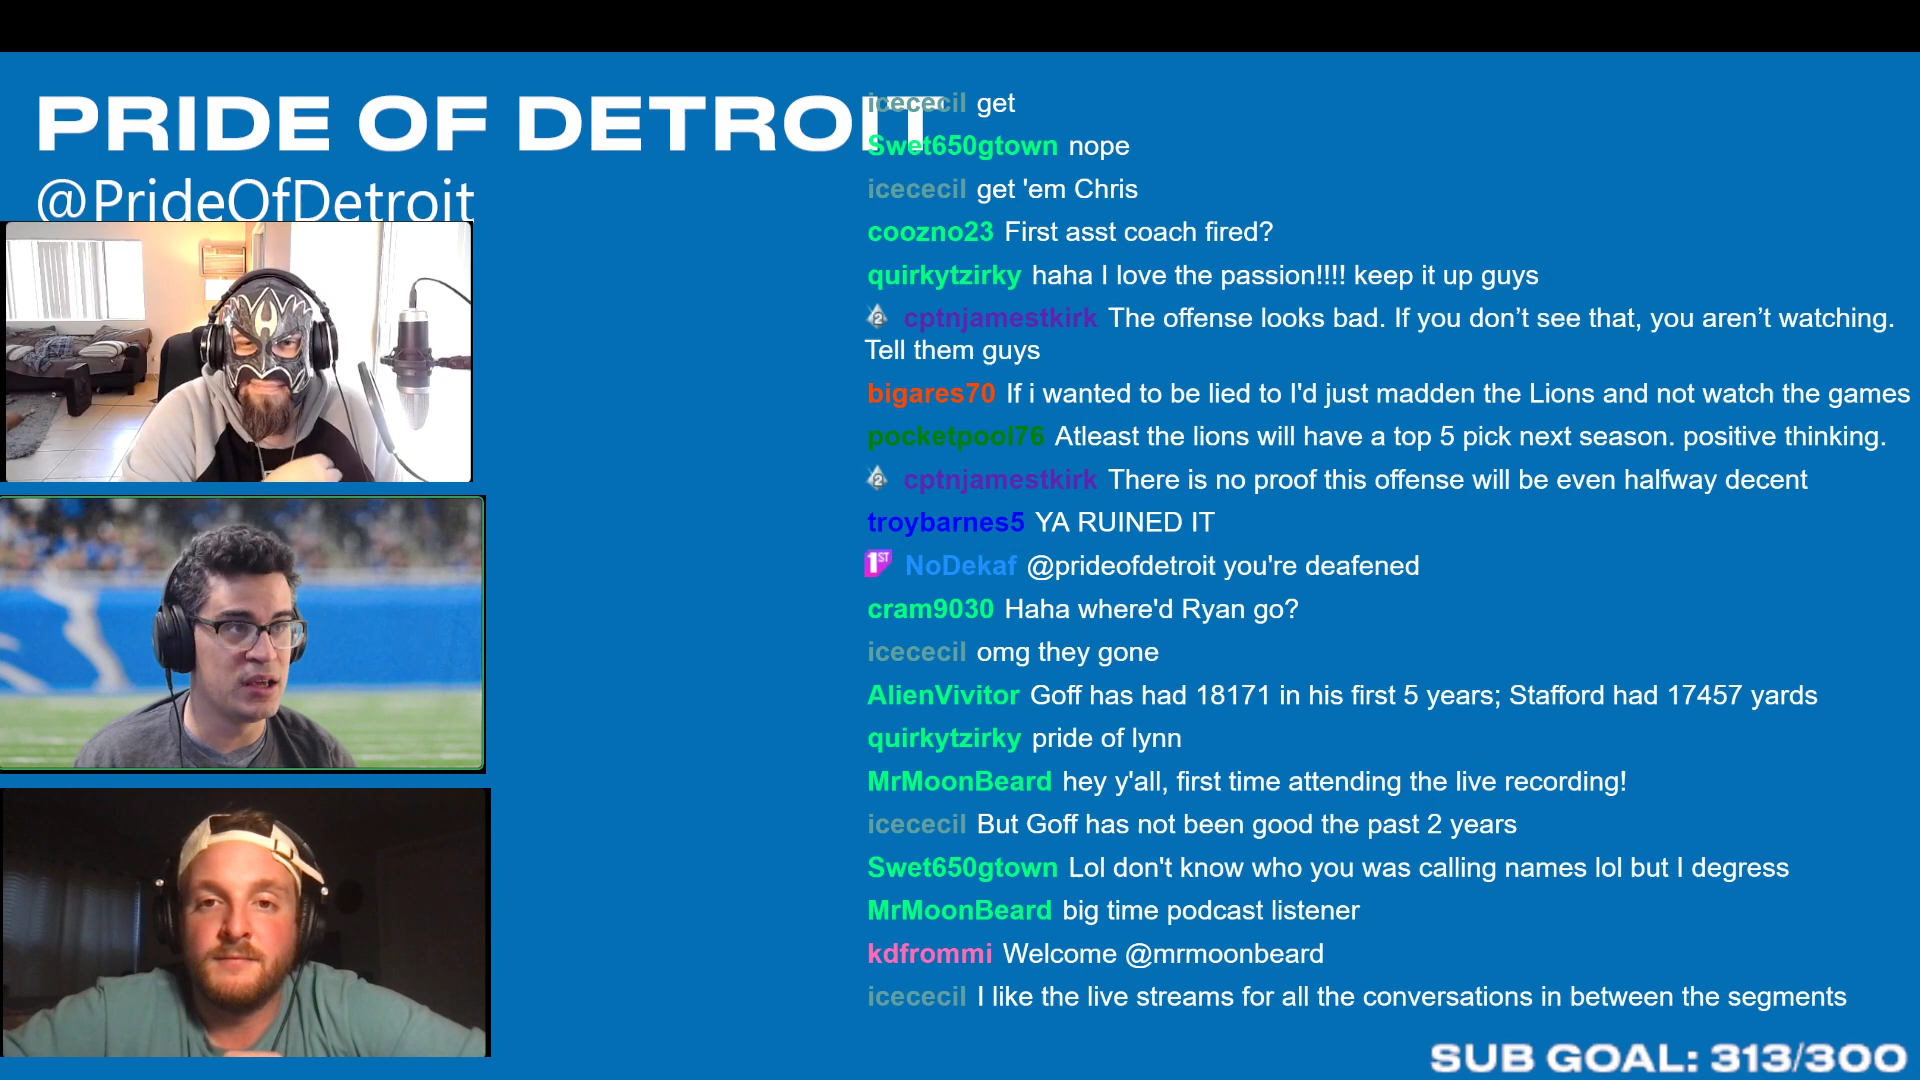 PRIDE OF DETROIT
@PrideOfDetroit
icececil get
Swet650gtown nope
icececil get 'em Chris
coozno23 First asst coach fired?
quirkytzirky haha I love the passion!!!! keep it up guys
2 cptnjamestkirk The offense looks bad. If you don’t see that, you aren’t watching.
Tell them guys
bigares70 If i wanted to be lied to I'd just madden the Lions and not watch the games
pocketpool76 Atleast the lions will have a top 5 pick next season. positive thinking.
2 cptnjamestkirk There is no proof this offense will be even halfway decent
troybarnes5 YA RUINED IT
1ST NoDekaf @prideofdetroit you're deafened
cram9030 Haha where'd Ryan go?
icececil omg they gone
AlienVivitor Goff has had 18171 in his first 5 years; Stafford had 17457 yards
quirkytzirky pride of lynn
MrMoonBeard hey y'all, first time attending the live recording!
icececil But Goff has not been good the past 2 years
Swet650gtown Lol don't know who you was calling names lol but I degress
MrMoonBeard big time podcast listener
kdfrommi Welcome @mrmoonbeard
icececil I like the live streams for all the conversations in between the segments
SUB GOAL: 313/300